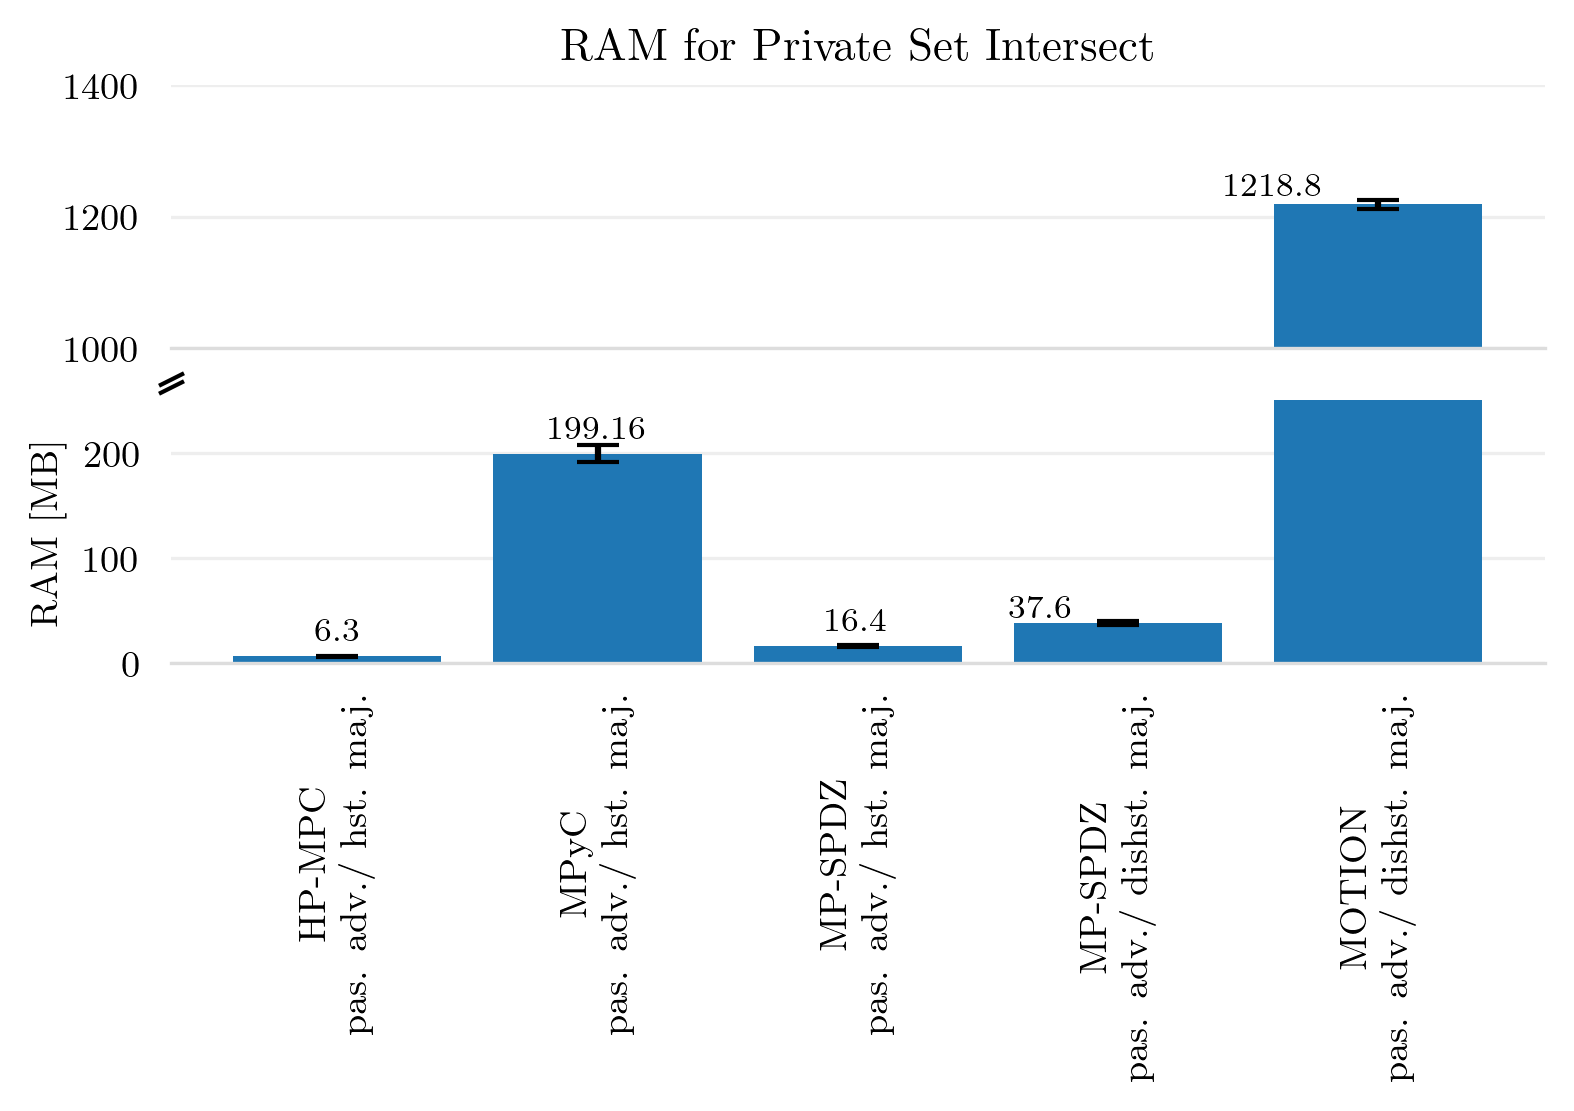 RAM for Private Set Intersect
1400
1200
1000
200
100
0
RAM [MB]
1218.8
199.16
6.3
16.4
37.6
HP-MPC
pas. adv./ hst. maj.
MPyC
pas. adv./ hst. maj.
MP-SPDZ
pas. adv./ hst. maj.
MP-SPDZ
pas. adv./ dishst. maj.
MOTION
pas. adv./ dishst. maj.